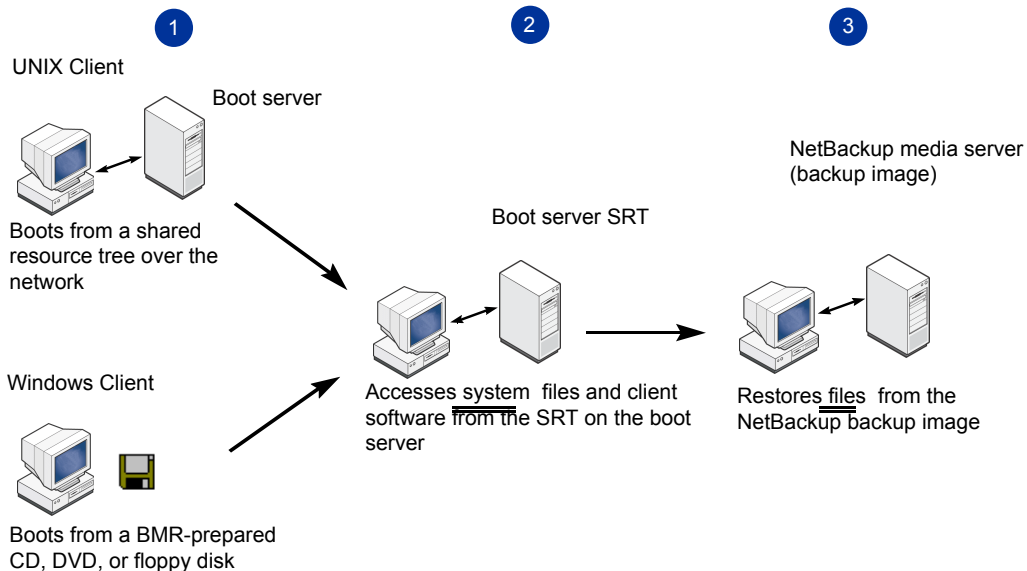 1
2
3
UNIX Client
Boot server
Boots from a shared
resource tree over the
network
Windows Client
Boots from a BMR-prepared
CD, DVD, or floppy disk
Boot server SRT
Accesses system files and client
software from the SRT on the boot
server
NetBackup media server
(backup image)
Restores files from the
NetBackup backup image